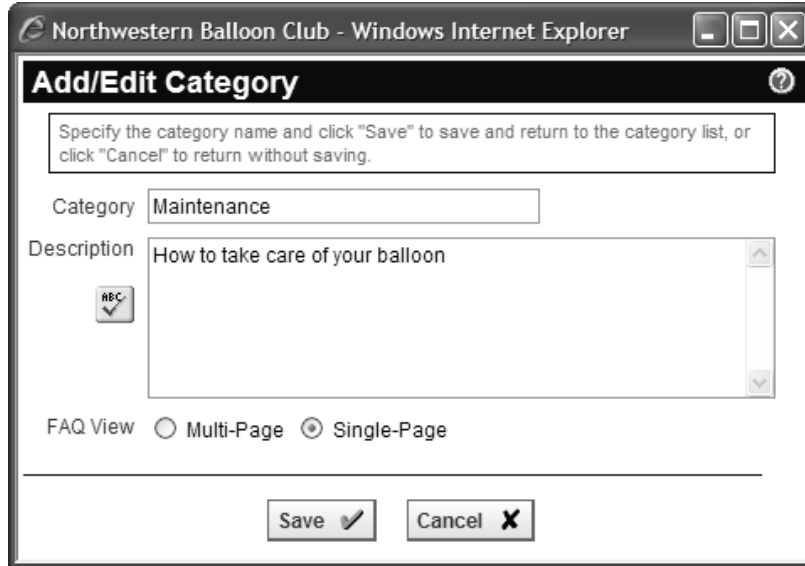 Northwestern Balloon Club - Windows Internet Explorer
Add/Edit Category
?
Specify the category name and click "Save" to save and return to the category list, or
click "Cancel" to return without saving.
Category Maintenance
Description How to take care of your balloon
ABC
FAQ View Multi-Page Single-Page
Save Cancel